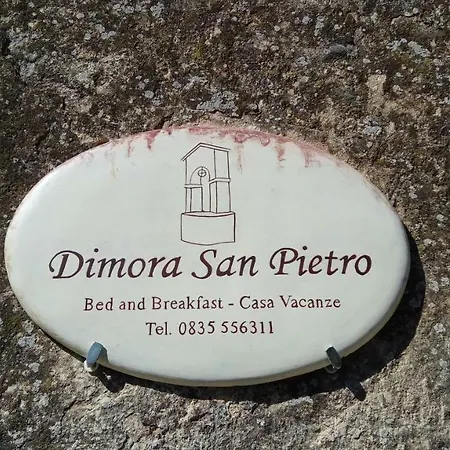 Dimora San Pietro
Bed and Breakfast - Casa Vacanze
Tel. 0835 556311